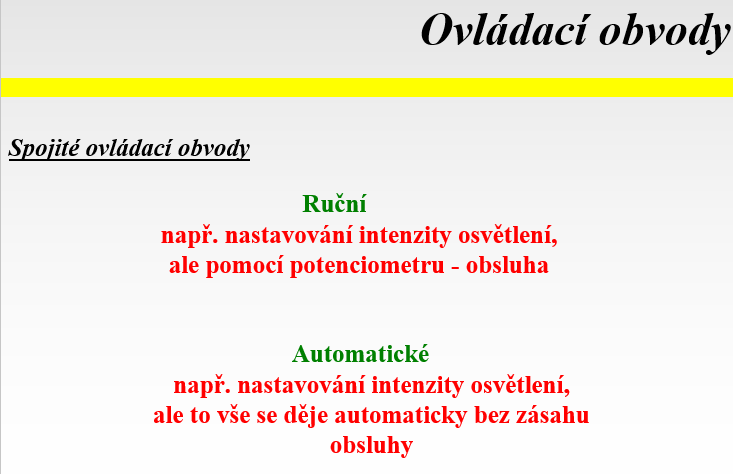 Ovládací obvody
Spojité ovládací obvody
Ruční
např. nastavování intenzity osvětlení,
ale pomocí potenciometru - obsluha
Automatické
např. nastavování intenzity osvětlení,
ale to vše se děje automaticky bez zásahu
obsluhy